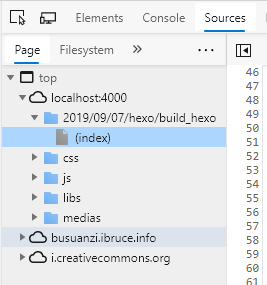 Elements Console Sources
Page Filesystem
top
localhost:4000
2019/09/07/hexo/build_hexo
(index)
css
js
libs
medias
busuanzi.ibruce.info
i.creativecommons.org
46
47
48
49
50
51
52
53
54
55
56
57
58
59
60
61